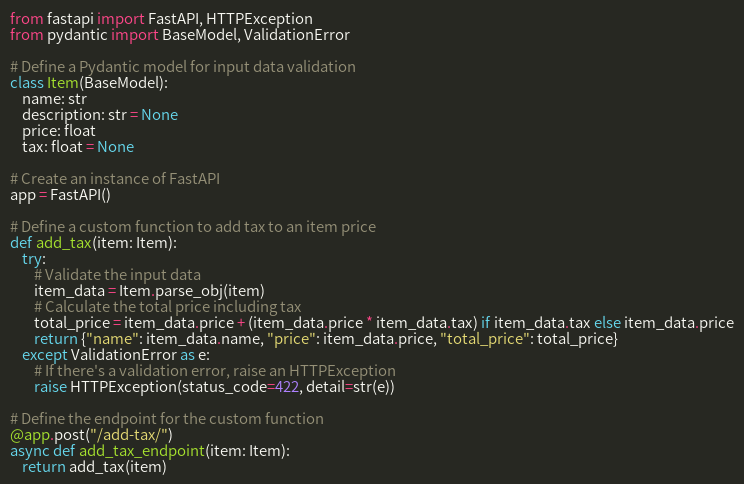 from fastapi import FastAPI, HTTPException
from pydantic import BaseModel, ValidationError

# Define a Pydantic model for input data validation
class Item(BaseModel):
    name: str
    description: str = None
    price: float
    tax: float = None

# Create an instance of FastAPI
app = FastAPI()

# Define a custom function to add tax to an item price
def add_tax(item: Item):
    try:
        # Validate the input data
        item_data = Item.parse_obj(item)
        # Calculate the total price including tax
        total_price = item_data.price + (item_data.price * item_data.tax) if item_data.tax else item_data.price
        return {"name": item_data.name, "price": item_data.price, "total_price": total_price}
    except ValidationError as e:
        # If there's a validation error, raise an HTTPException
        raise HTTPException(status_code=422, detail=str(e))

# Define the endpoint for the custom function
@app.post("/add-tax/")
async def add_tax_endpoint(item: Item):
    return add_tax(item)